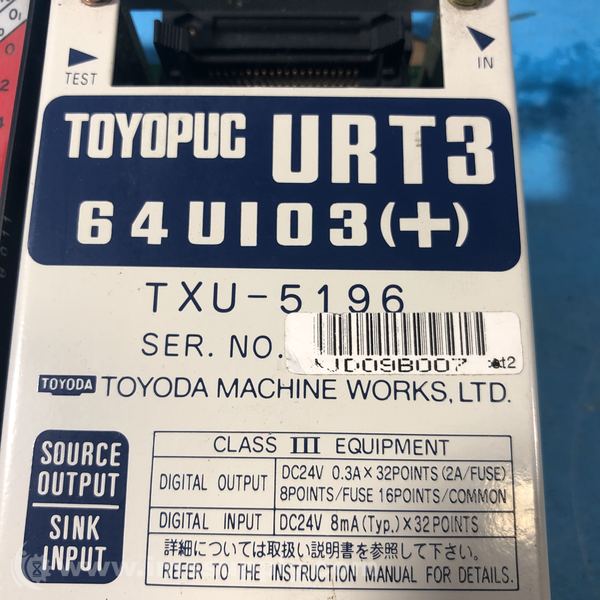 TEST
IN
TOYOPUC URT3
64UI03(+)
TXU-5196
SER. NO.
TOYODA TOYODA MACHINE WORKS, LTD.
SOURCE OUTPUT
SINK INPUT
CLASS III EQUIPMENT
DIGITAL OUTPUT DC24V 0.3A×32POINTS (2A/FUSE)
8POINTS/FUSE 16POINTS/COMMON
DIGITAL INPUT DC24V 8mA(Typ.)×32POINTS
詳細については取扱い説明書を参照して下さい。
REFER TO THE INSTRUCTION MANUAL FOR DETAILS.